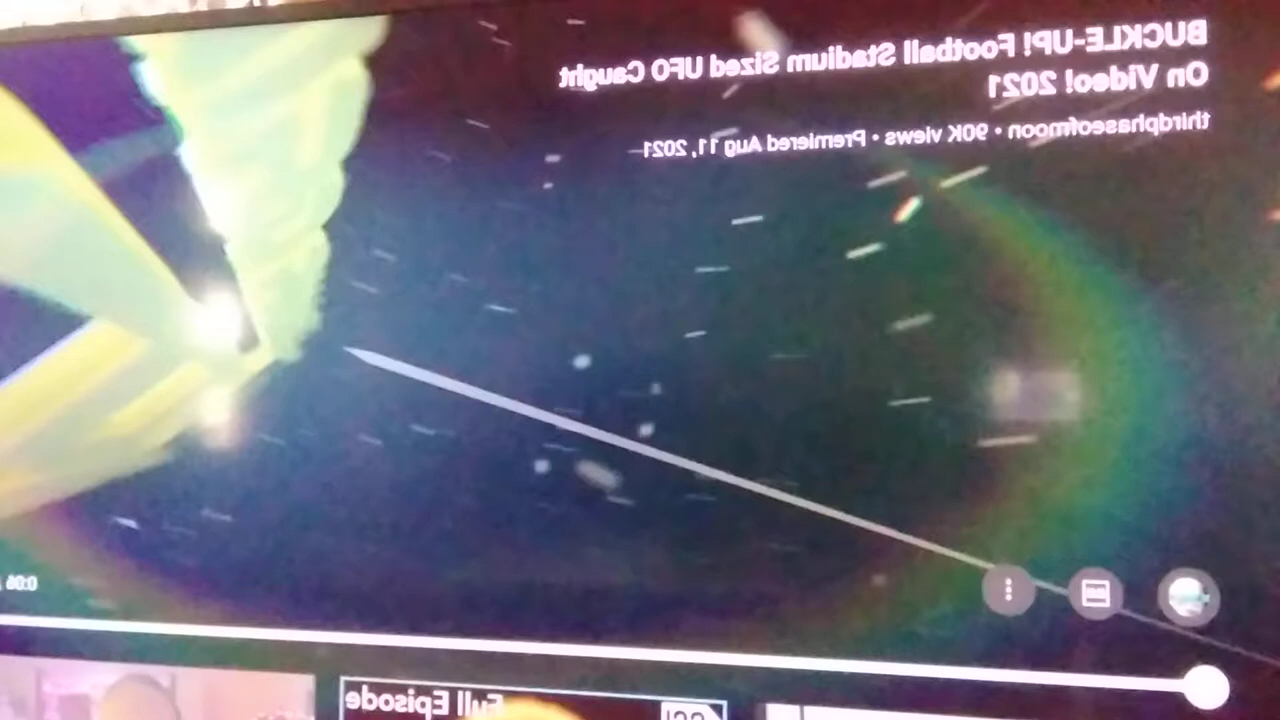 BUCKLE-UP! Football Stadium Sized UFO Caught
On Video! 2021
thirdphaseofmoon • 90K views • Premiered Aug 11, 2021
0:06
Full Episode